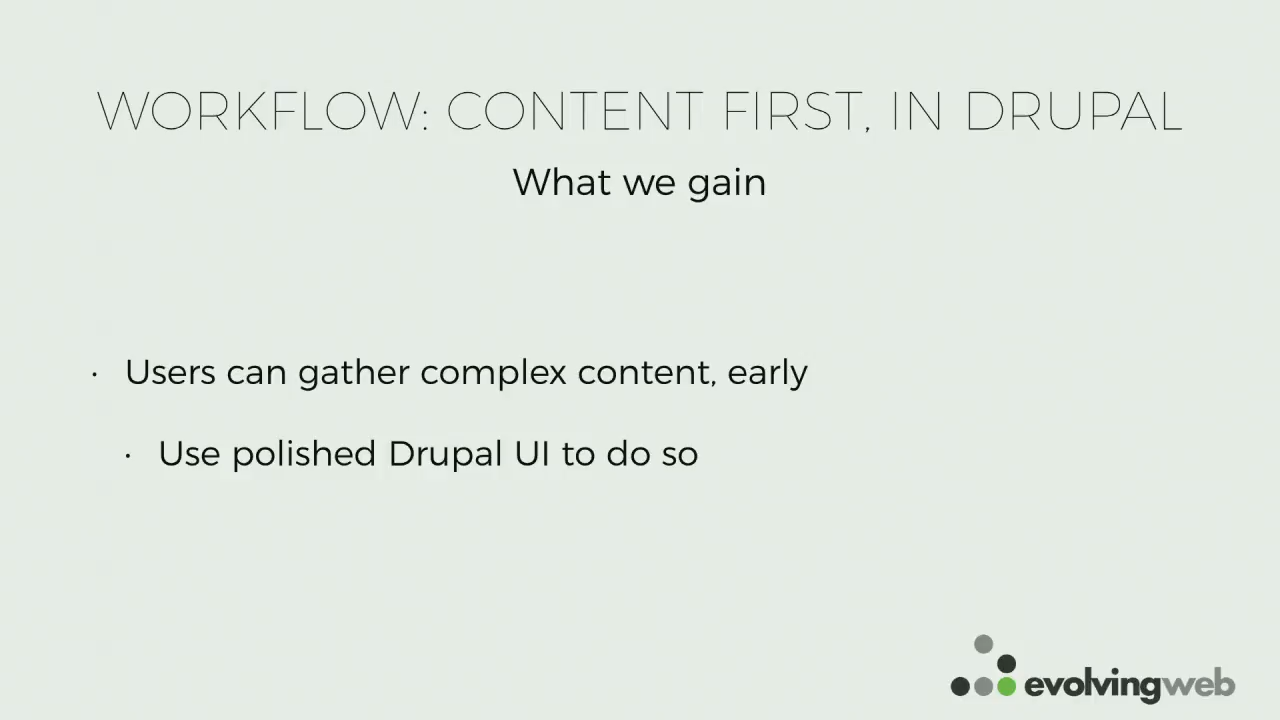 WORKFLOW: CONTENT FIRST, IN DRUPAL
What we gain
· Users can gather complex content, early
· Use polished Drupal UI to do so
evolvingweb